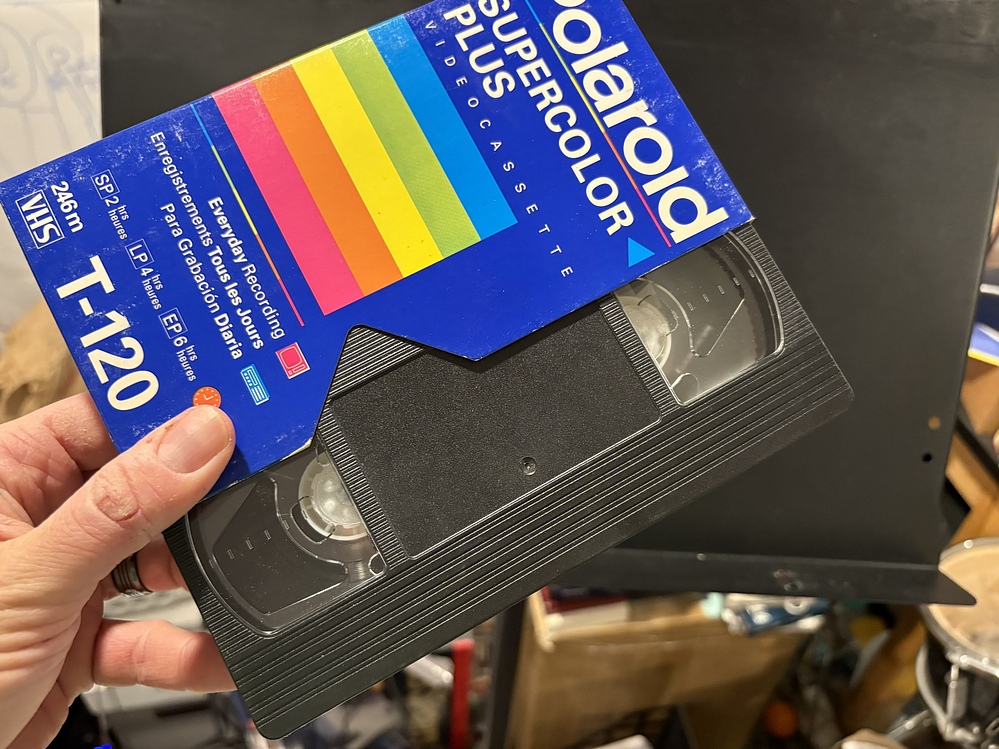 Polaroid
SUPERCOLOR
PLUS
VIDEOCASSETTE
Everyday Recording
Enregistrements Tous les Jours
Para Grabación Diaria
SP 2 hrs heures
LP 4 hrs heures
EP 6 hrs heures
246m
VHS
T-120